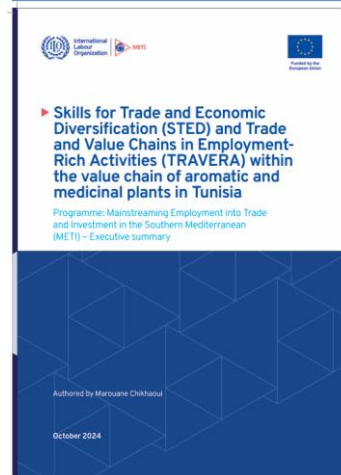 International
Labour
Organization
METI
Funded by the
European Union
Skills for Trade and Economic
Diversification (STED) and Trade
and Value Chains in Employment-
Rich Activities (TRAVERA) within
the value chain of aromatic and
medicinal plants in Tunisia
Programme: Mainstreaming Employment into Trade
and Investment in the Southern Mediterranean
(METI) – Executive summary
Authored by Marouane Chikhaoui
October 2024